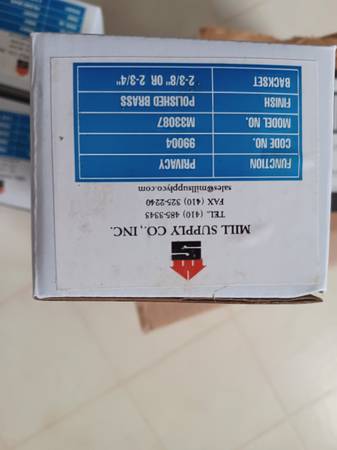 MILL SUPPLY CO., INC.
TEL. (410) 485-3343
FAX (410) 325-2240
sales@millsupplyco.com
FUNCTION PRIVACY
CODE NO. 99004
MODEL NO. M33087
FINISH POLISHED BRASS
BACKSET 2-3/8" OR 2-3/4"